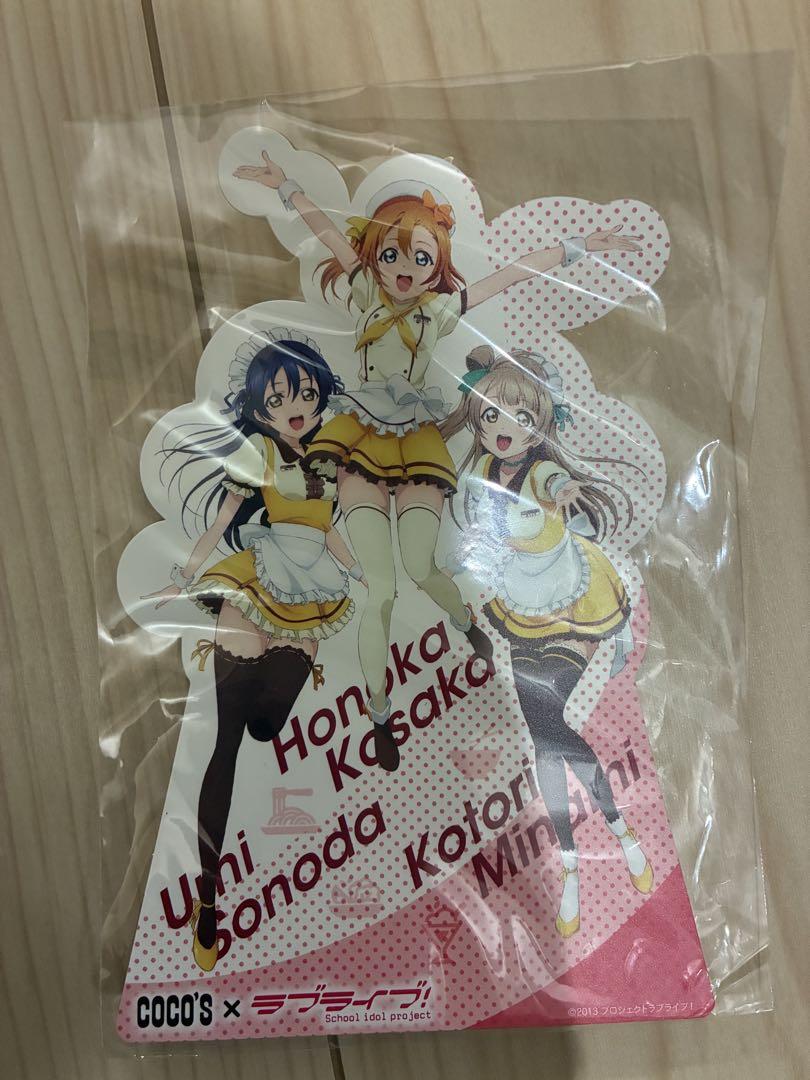 Honoka
Kosaka
Umi
Sonoda
Kotori
Minami
COCO'S × ラブライブ!
School idol project
©2013 プロジェクトラブライブ！